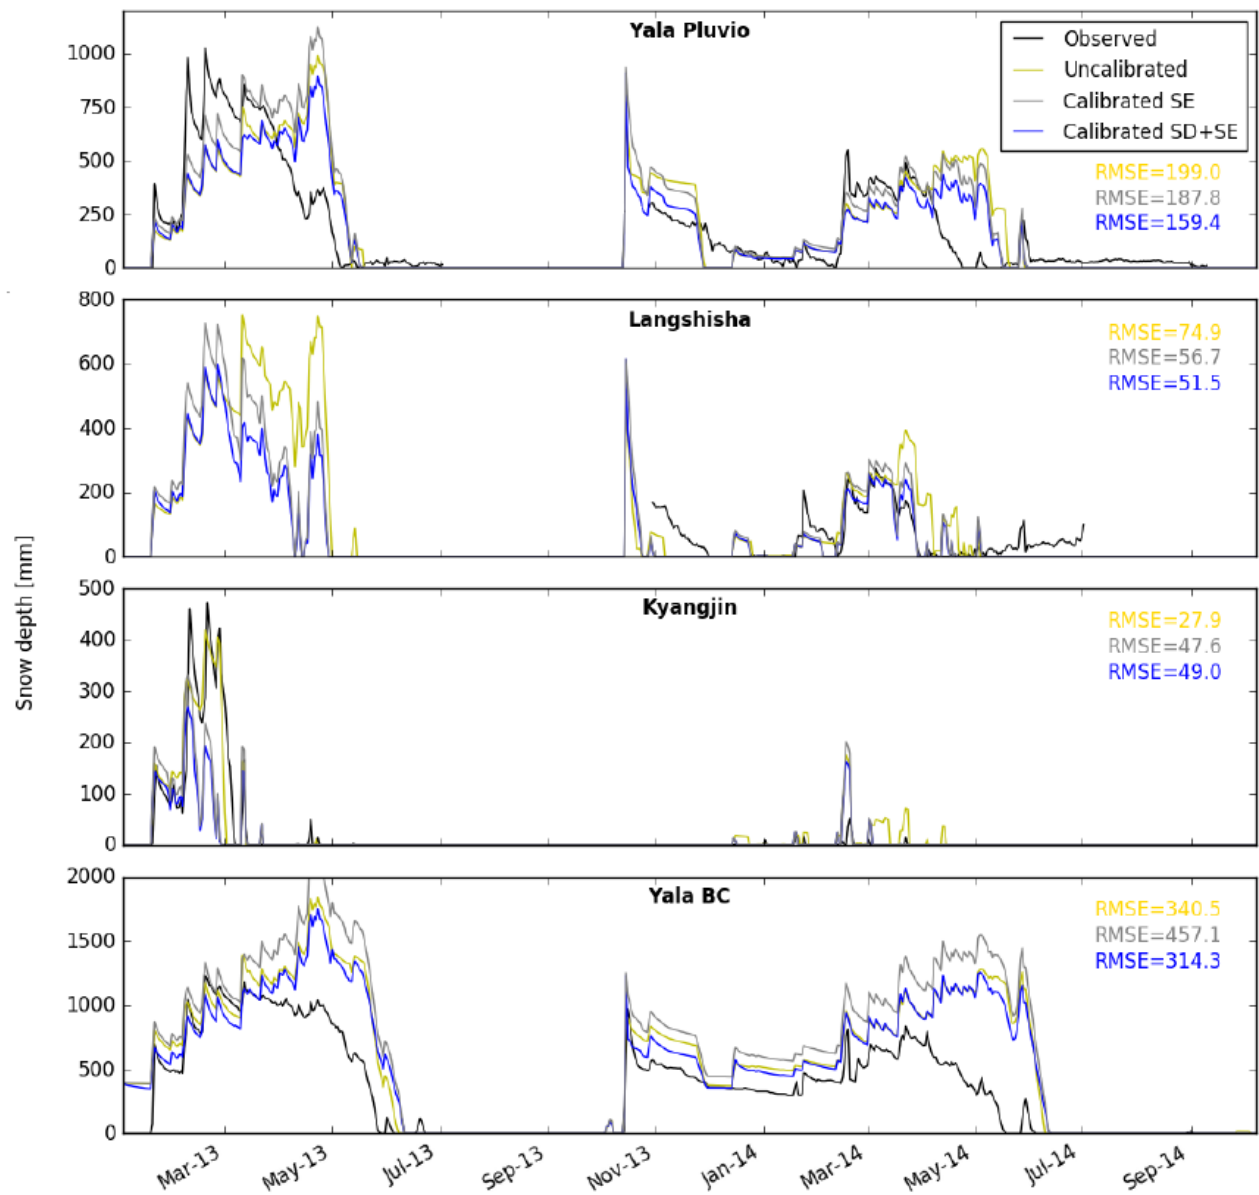 Snow depth [mm]
Yala Pluvio
Observed
Uncalibrated
Calibrated SE
Calibrated SD+SE
RMSE=199.0
RMSE=187.8
RMSE=159.4
1000
750
500
250
0
Langshisha
RMSE=74.9
RMSE=56.7
RMSE=51.5
800
600
400
200
0
Kyangjin
RMSE=27.9
RMSE=47.6
RMSE=49.0
500
400
300
200
100
0
Yala BC
RMSE=340.5
RMSE=457.1
RMSE=314.3
2000
1500
1000
500
0
Mar-13 May-13 Jul-13 Sep-13 Nov-13 Jan-14 Mar-14 May-14 Jul-14 Sep-14